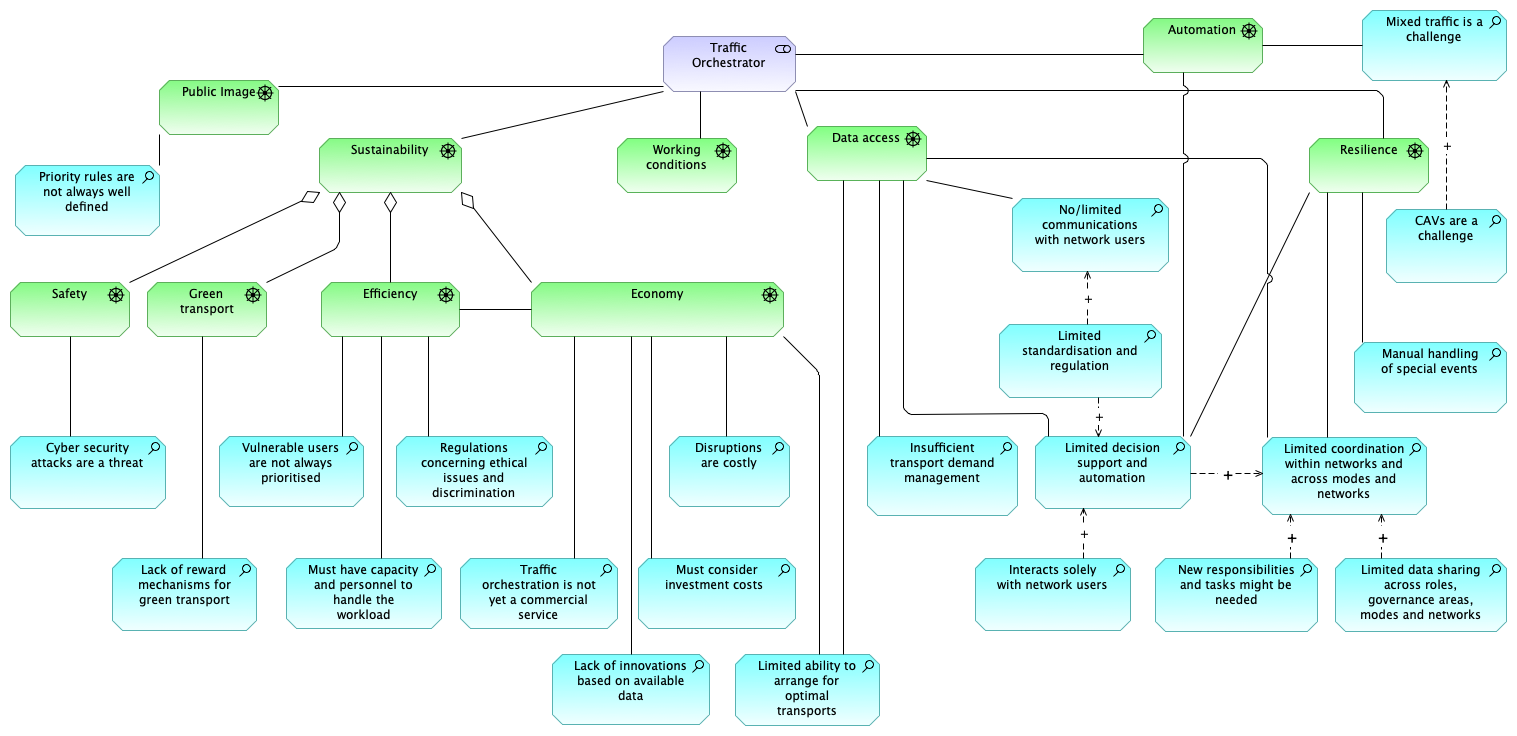 Traffic
Orchestrator
Automation
Mixed traffic is a
challenge
+
Public Image
Sustainability
Working
conditions
Data access
Resilience
Priority rules are
not always well
defined
No/limited
communications
with network users
CAVs are a
challenge
+
Safety
Green
transport
Efficiency
Economy
Limited
standardisation and
regulation
Manual handling
of special events
+
Cyber security
attacks are a threat
Vulnerable users
are not always
prioritised
Regulations
concerning ethical
issues and
discrimination
Disruptions
are costly
Insufficient
transport demand
management
Limited decision
support and
automation
+
Limited coordination
within networks and
across modes and
networks
+
+
+
Lack of reward
mechanisms for
green transport
Must have capacity
and personnel to
handle the
workload
Traffic
orchestration is not
yet a commercial
service
Must consider
investment costs
Interacts solely
with network users
New responsibilities
and tasks might be
needed
Limited data sharing
across roles,
governance areas,
modes and networks
Lack of innovations
based on available
data
Limited ability to
arrange for
optimal
transports